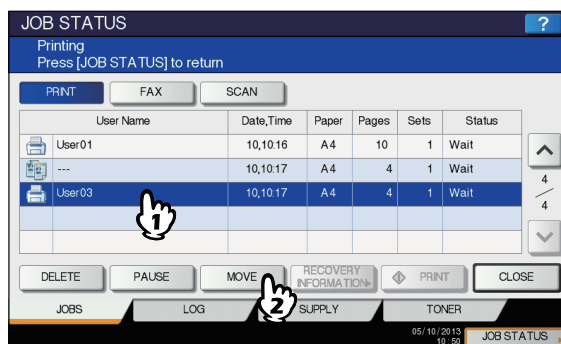 JOB STATUS ?
Printing
Press [JOB STATUS] to return
PRINT FAX SCAN
User Name Date,Time Paper Pages Sets Status
User01 10,10:16 A4 10 1 Wait
--- 10,10:17 A4 4 1 Wait
User03 10,10:17 A4 4 1 Wait
4
4
1
DELETE PAUSE MOVE RECOVERY INFORMATION PRINT CLOSE
2
JOBS LOG SUPPLY TONER
05/10/2013
10:50 JOB STATUS